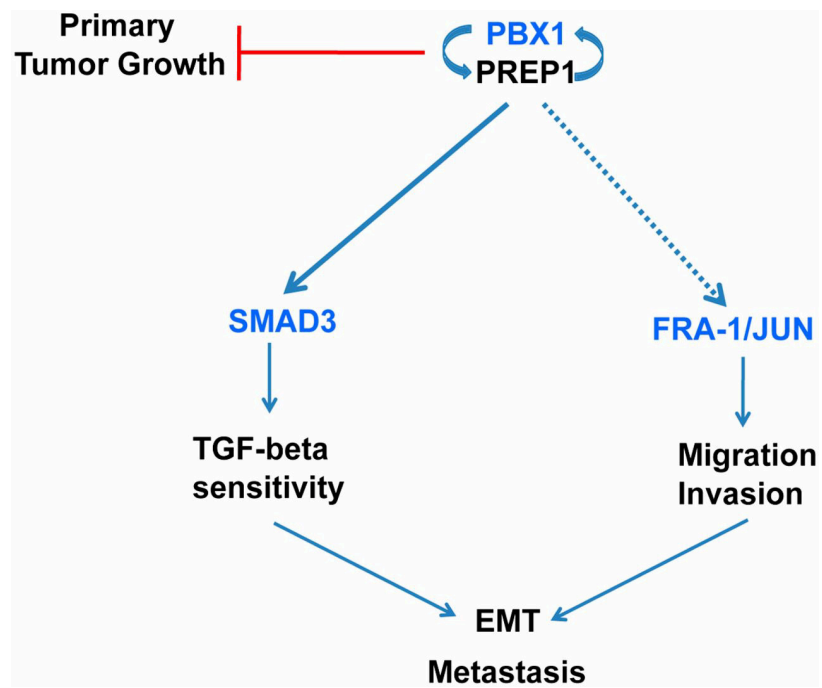 Primary
Tumor Growth
PBX1
PREP1
SMAD3
FRA-1/JUN
TGF-beta
sensitivity
Migration
Invasion
EMT
Metastasis